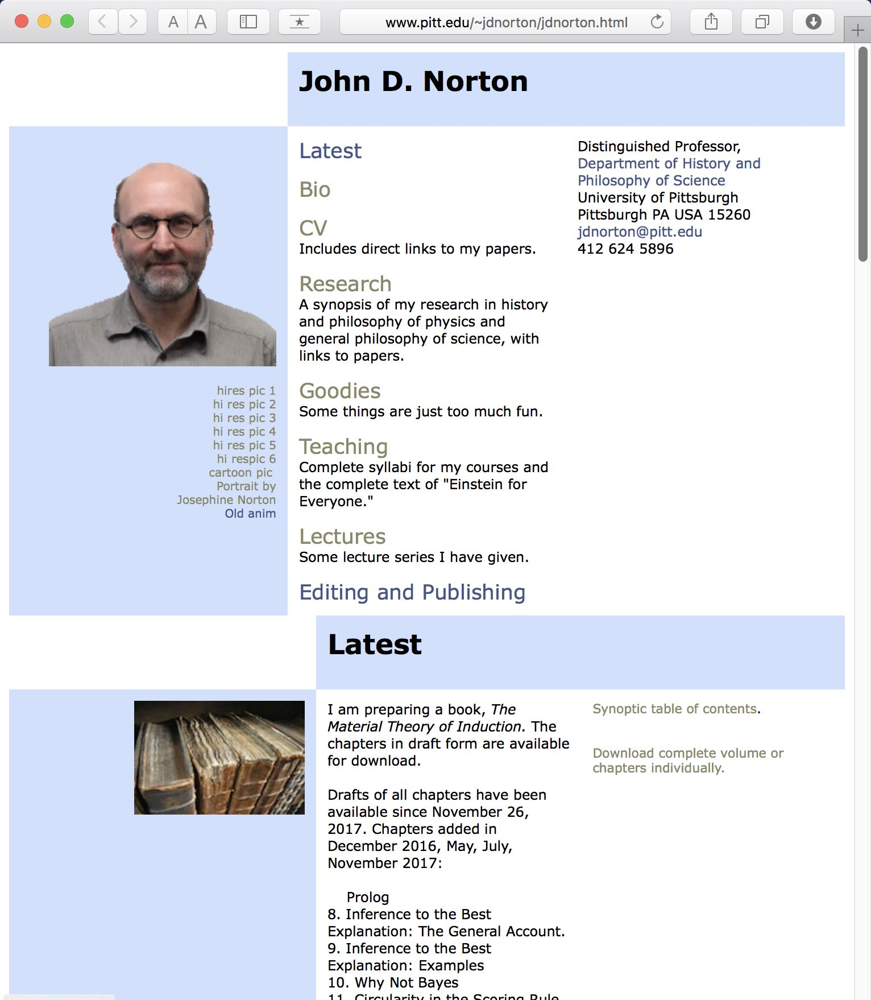 A A
www.pitt.edu/~jdnorton/jdnorton.html
John D. Norton
hires pic 1
hi res pic 2
hi res pic 3
hi res pic 4
hi res pic 5
hi respic 6
cartoon pic
Portrait by
Josephine Norton
Old anim
Latest
Bio
CV
Includes direct links to my papers.
Research
A synopsis of my research in history
and philosophy of physics and
general philosophy of science, with
links to papers.
Goodies
Some things are just too much fun.
Teaching
Complete syllabi for my courses and
the complete text of "Einstein for
Everyone."
Lectures
Some lecture series I have given.
Editing and Publishing
Distinguished Professor,
Department of History and
Philosophy of Science
University of Pittsburgh
Pittsburgh PA USA 15260
jdnorton@pitt.edu
412 624 5896
Latest
I am preparing a book, The
Material Theory of Induction. The
chapters in draft form are available
for download.
Drafts of all chapters have been
available since November 26,
2017. Chapters added in
December 2016, May, July,
November 2017:
Prolog
8. Inference to the Best
Explanation: The General Account.
9. Inference to the Best
Explanation: Examples
10. Why Not Bayes
11. Circularity in the Scoring Rule
Synoptic table of contents.
Download complete volume or
chapters individually.